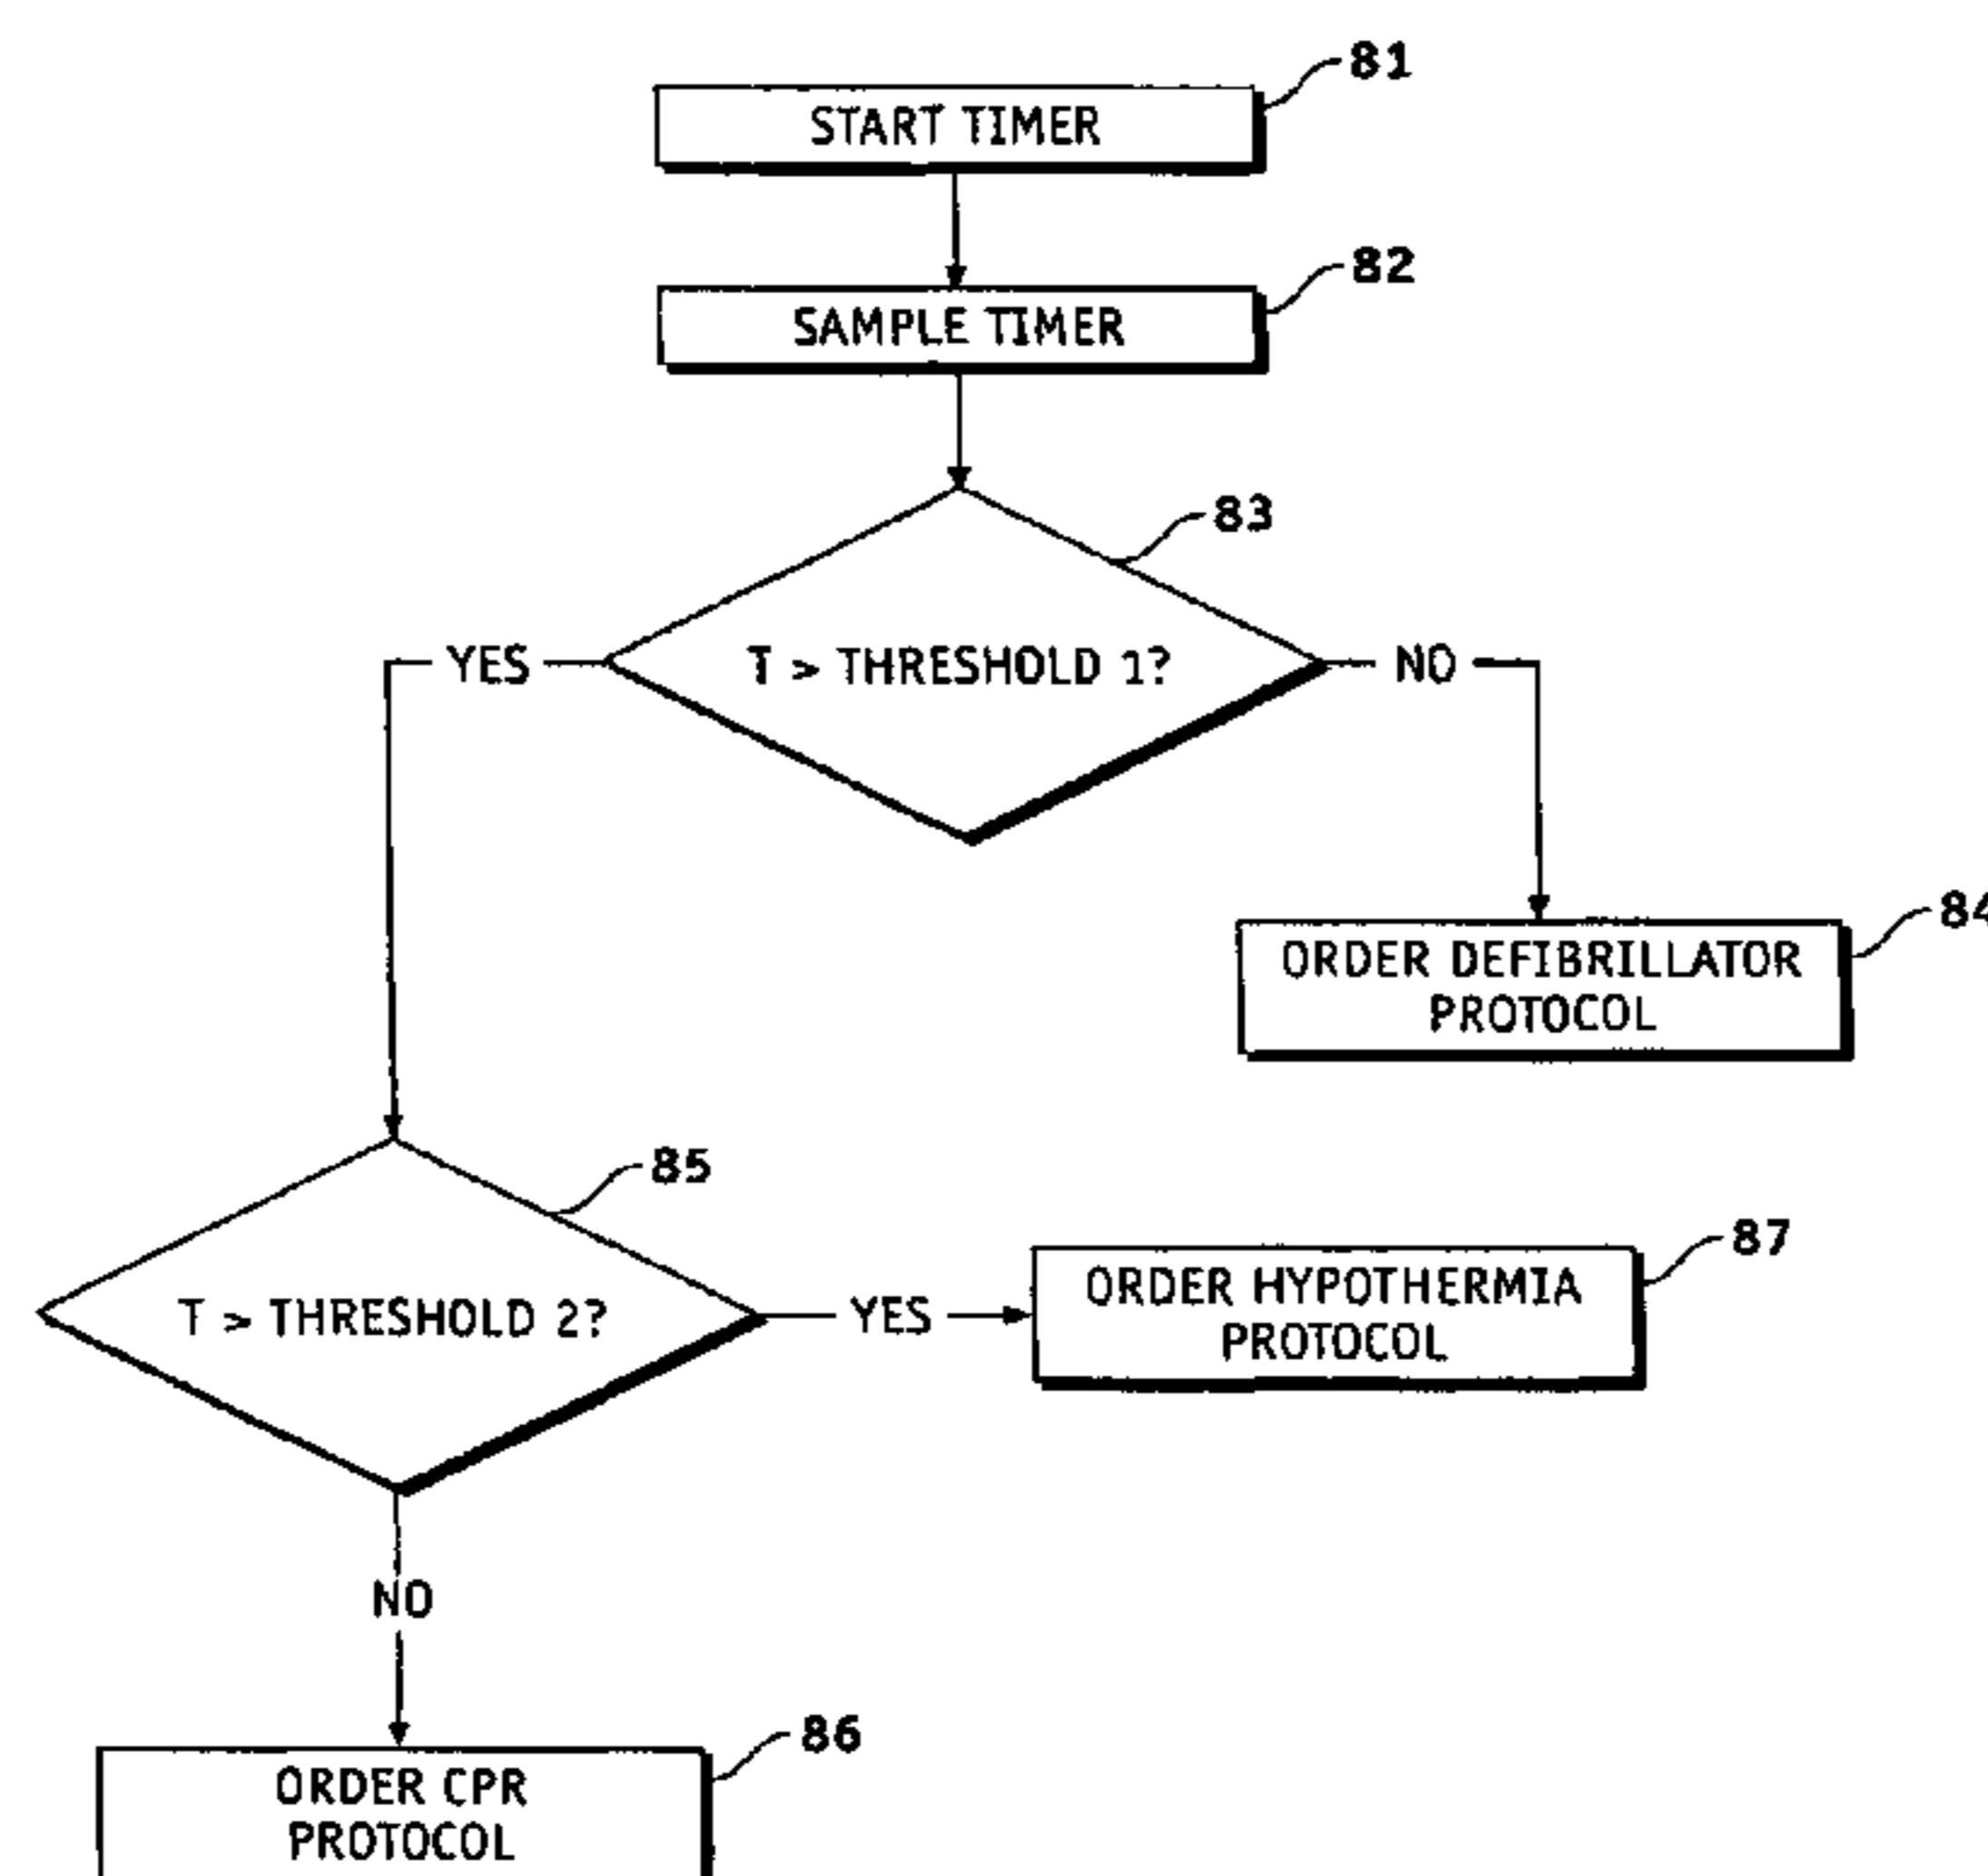 81
START TIMER
82
SAMPLE TIMER
83
YES
T > THRESHOLD 1?
NO
84
ORDER DEFIBRILLATOR
PROTOCOL
85
87
T > THRESHOLD 2?
YES
ORDER HYPOTHERMIA
PROTOCOL
NO
86
ORDER CPR
PROTOCOL